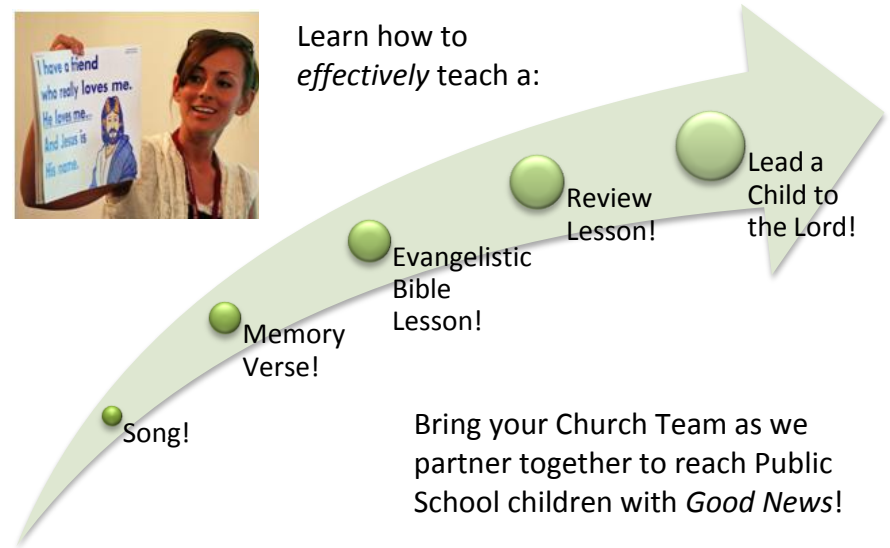 I have a friend
who really loves me.
He loves me...
And Jesus is
His name.
Learn how to
effectively teach a:
Song!
Memory
Verse!
Evangelistic
Bible
Lesson!
Review
Lesson!
Lead a
Child to
the Lord!
Bring your Church Team as we
partner together to reach Public
School children with Good News!